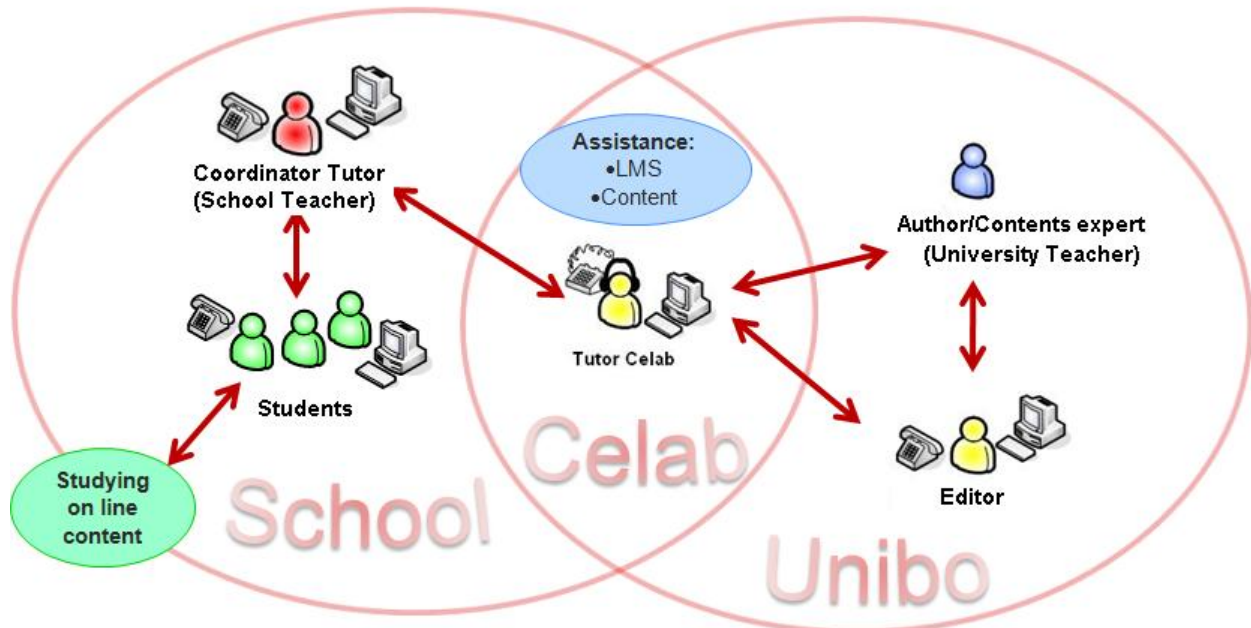 Coordinator Tutor
(School Teacher)
Assistance:
•LMS
•Content
Author/Contents expert
(University Teacher)
Tutor Celab
Students
Editor
Studying
on line
content
School
Celab
Unibo